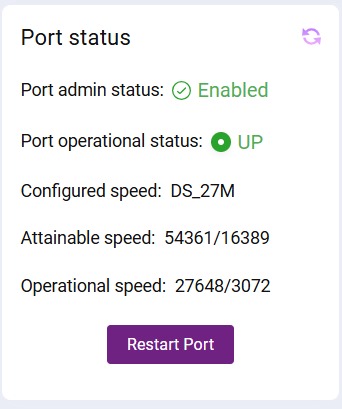 Port status
Port admin status: Enabled
Port operational status: UP
Configured speed: DS_27M
Attainable speed: 54361/16389
Operational speed: 27648/3072
Restart Port